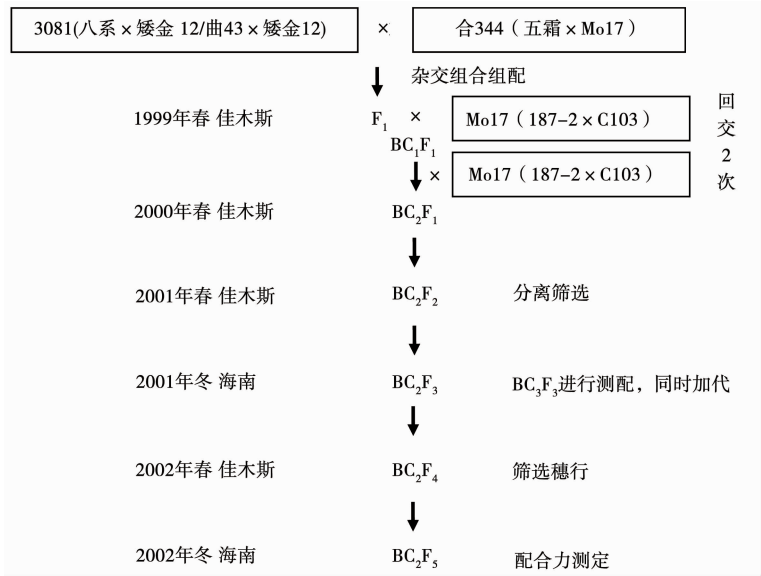 3081(八系×矮金 12/曲43×矮金12) × 合344（五霜×Mo17）
杂交组合组配
1999年春 佳木斯 F₁ × Mo17（187-2×C103）
BC₁F₁
× Mo17（187-2×C103）
回交2次
2000年春 佳木斯 BC₂F₁
2001年春 佳木斯 BC₂F₂ 分离筛选
2001年冬 海南 BC₂F₃ BC₃F₃进行测配，同时加代
2002年春 佳木斯 BC₂F₄ 筛选穗行
2002年冬 海南 BC₂F₅ 配合力测定